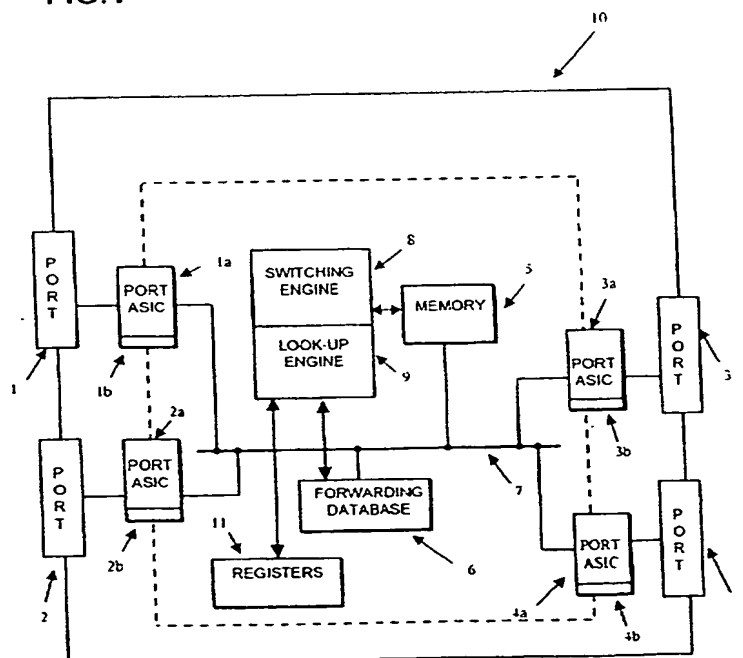 10
8
1a
SWITCHING ENGINE
5
3a
PORT
PORT ASIC
MEMORY
PORT ASIC
PORT
LOOK-UP ENGINE
9
1
1b
3
2a
3b
PORT
PORT ASIC
7
11
FORWARDING DATABASE
PORT ASIC
PORT
2
2b
REGISTERS
6
4a
4b